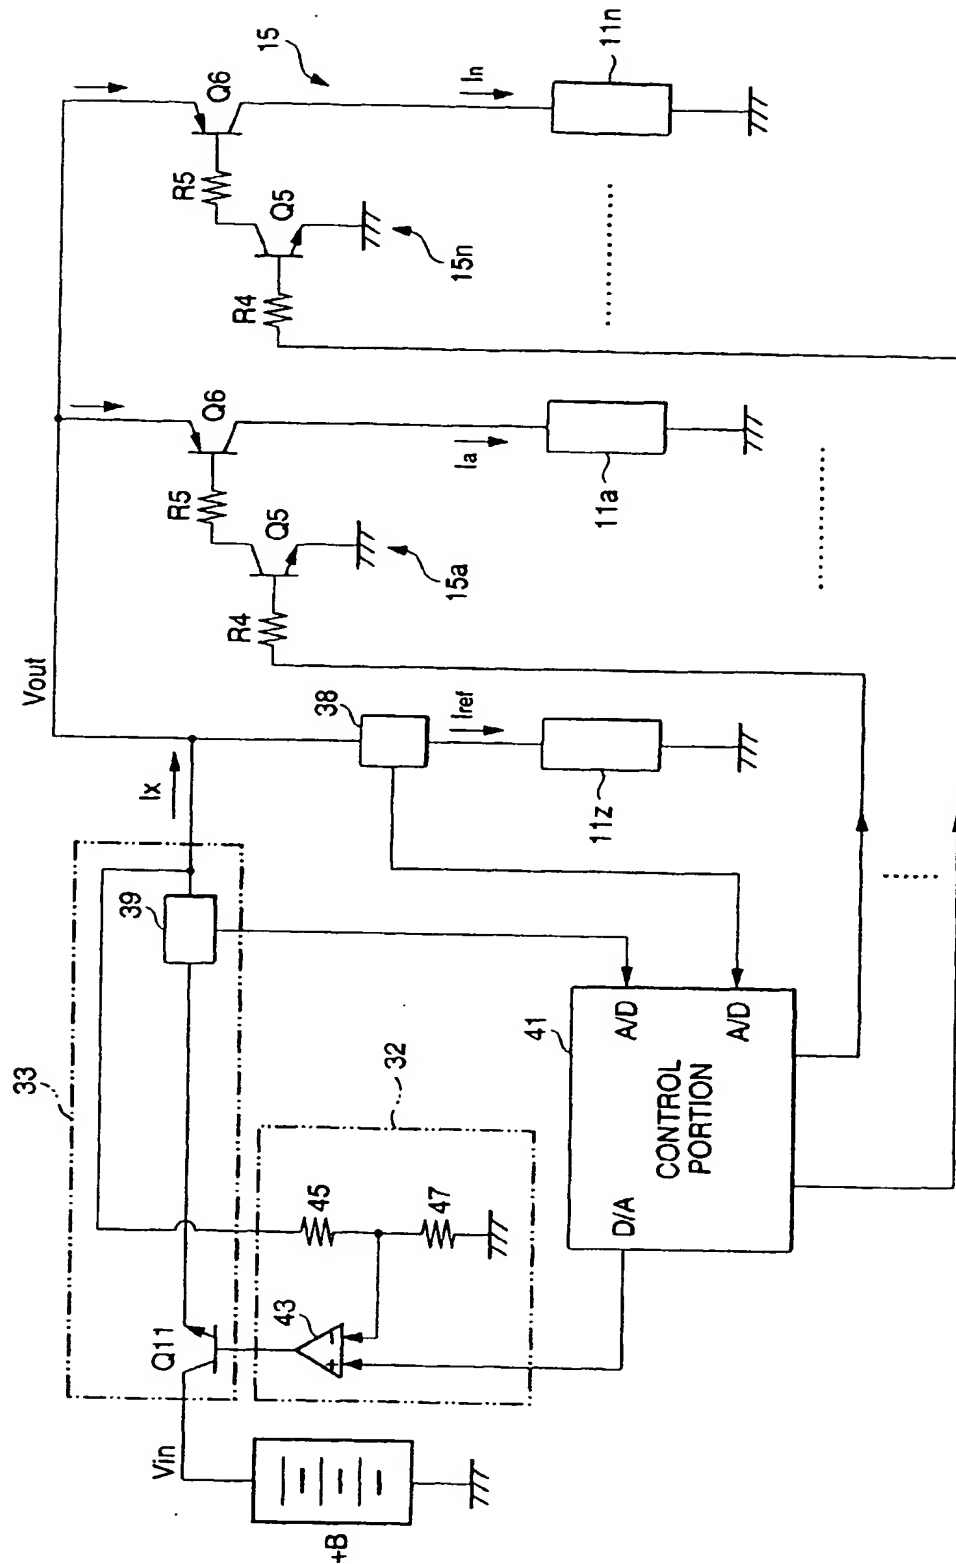 33
39
Ix
Vout
Q11
Vin
+B
32
45
47
43
+
−
38
Iref
11z
41
A/D
A/D
D/A
CONTROL
PORTION
R4
Q5
R5
Q6
15a
Ia
11a
R4
Q5
R5
Q6
15n
15
In
11n